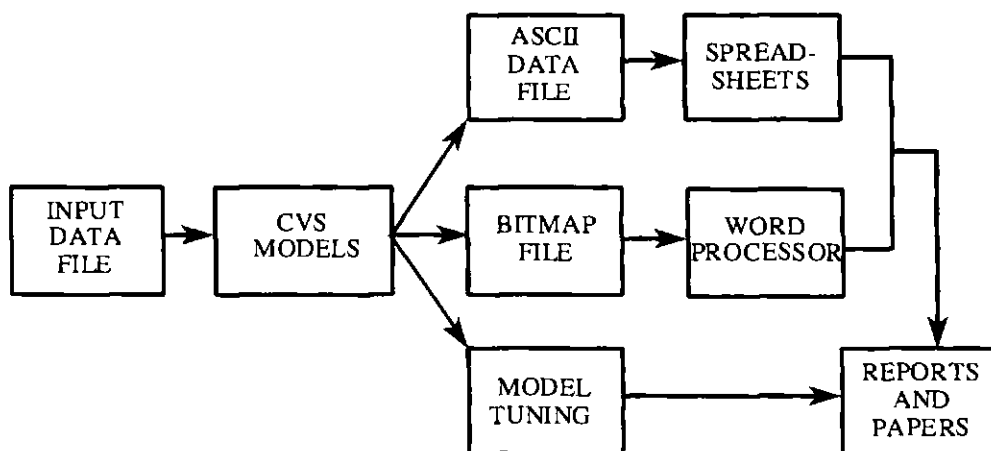 ASCII
DATA
FILE
SPREAD-
SHEETS
INPUT
DATA
FILE
CVS
MODELS
BITMAP
FILE
WORD
PROCESSOR
MODEL
TUNING
REPORTS
AND
PAPERS